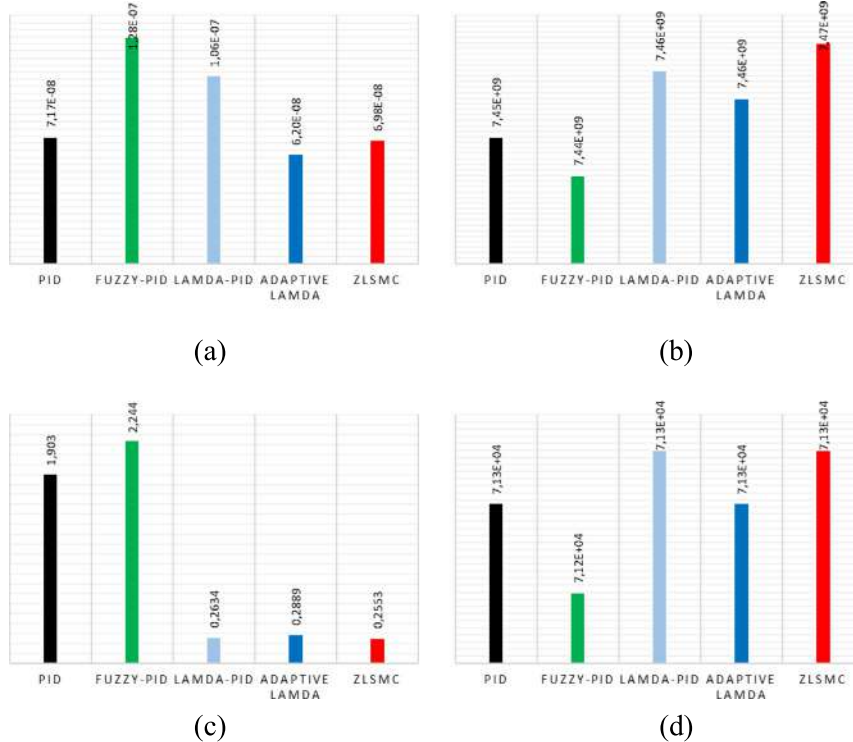 7,17E-08
1,28E-07
1,06E-07
6,20E-08
6,98E-08
PID
FUZZY-PID
LAMDA-PID
ADAPTIVE
LAMDA
ZLSMC
(a)
7,45E+09
7,44E+09
7,46E+09
7,46E+09
7,47E+09
PID
FUZZY-PID
LAMDA-PID
ADAPTIVE
LAMDA
ZLSMC
(b)
1,903
2,244
0,2634
0,2889
0,2553
PID
FUZZY-PID
LAMDA-PID
ADAPTIVE
LAMDA
ZLSMC
(c)
7,13E+04
7,12E+04
7,13E+04
7,13E+04
7,13E+04
PID
FUZZY-PID
LAMDA-PID
ADAPTIVE
LAMDA
ZLSMC
(d)